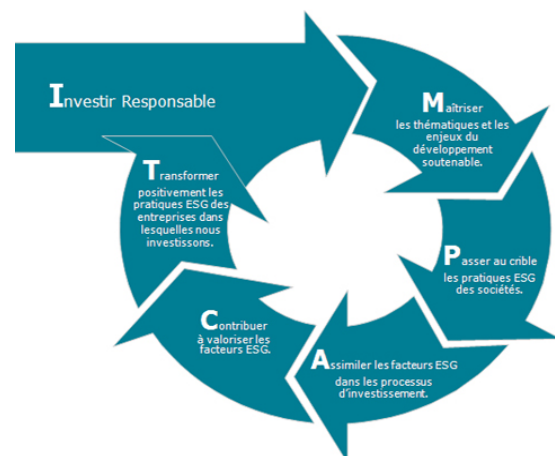 Investir Responsable
Maîtriser
les thématiques et les
enjeux du
développement
soutenable.
Passer au crible
les pratiques ESG
des sociétés.
Assimiler les facteurs ESG
dans les processus
d'investissement.
Contribuer
à valoriser les
facteurs ESG.
Transformer
positivement les
pratiques ESG des
entreprises dans
lesquelles nous
investissons.